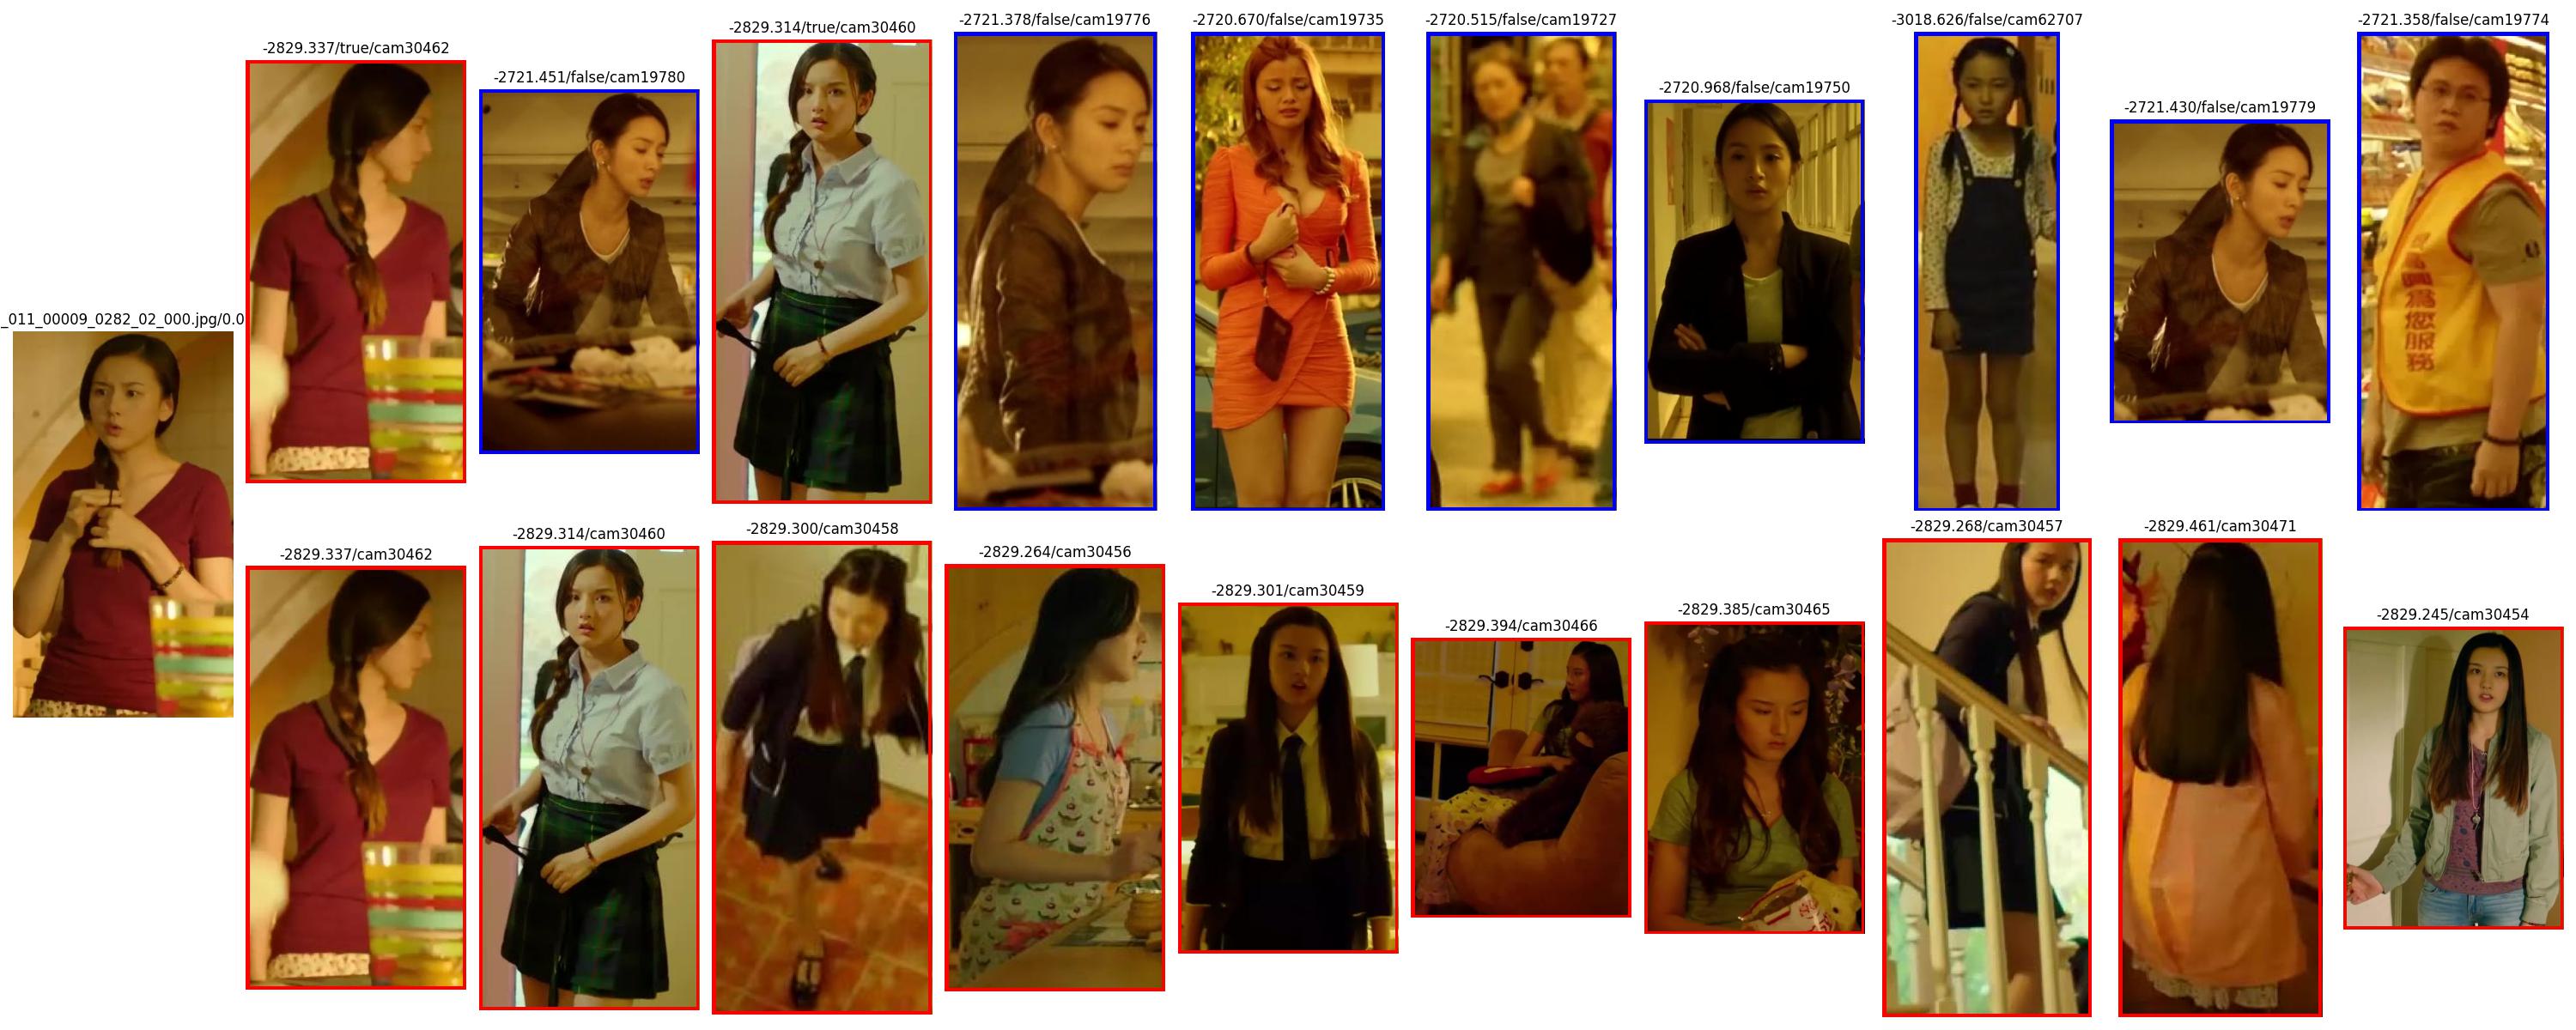 -2829.337/true/cam30462
-2721.451/false/cam19780
-2829.314/true/cam30460
-2721.378/false/cam19776
-2720.670/false/cam19735
-2720.515/false/cam19727
-2720.968/false/cam19750
-3018.626/false/cam62707
-2721.430/false/cam19779
-2721.358/false/cam19774
為您服務
_011_00009_0282_02_000.jpg/0.0
-2829.337/cam30462
-2829.314/cam30460
-2829.300/cam30458
-2829.264/cam30456
-2829.301/cam30459
-2829.394/cam30466
-2829.385/cam30465
-2829.268/cam30457
-2829.461/cam30471
-2829.245/cam30454